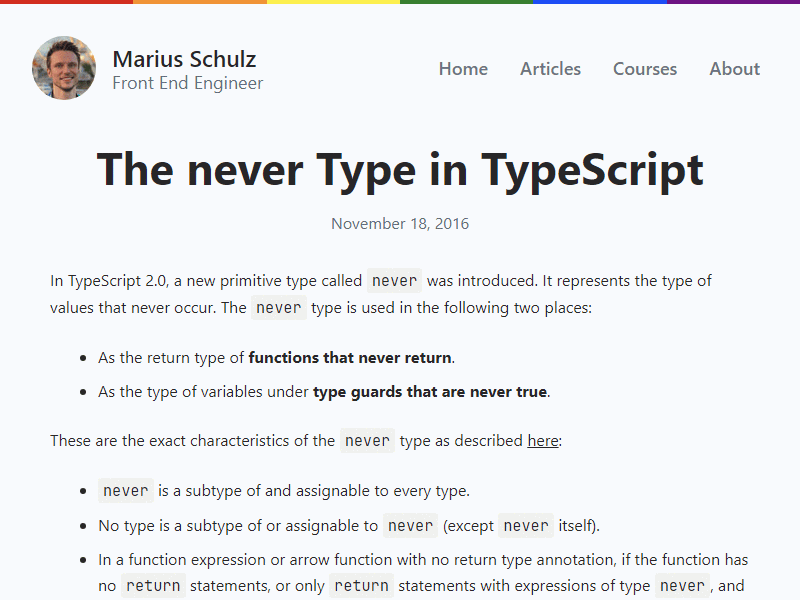 Marius Schulz
Front End Engineer
Home Articles Courses About
The never Type in TypeScript
November 18, 2016
In TypeScript 2.0, a new primitive type called never was introduced. It represents the type of
values that never occur. The never type is used in the following two places:
• As the return type of functions that never return.
• As the type of variables under type guards that are never true.
These are the exact characteristics of the never type as described here:
• never is a subtype of and assignable to every type.
• No type is a subtype of or assignable to never (except never itself).
• In a function expression or arrow function with no return type annotation, if the function has
no return statements, or only return statements with expressions of type never, and